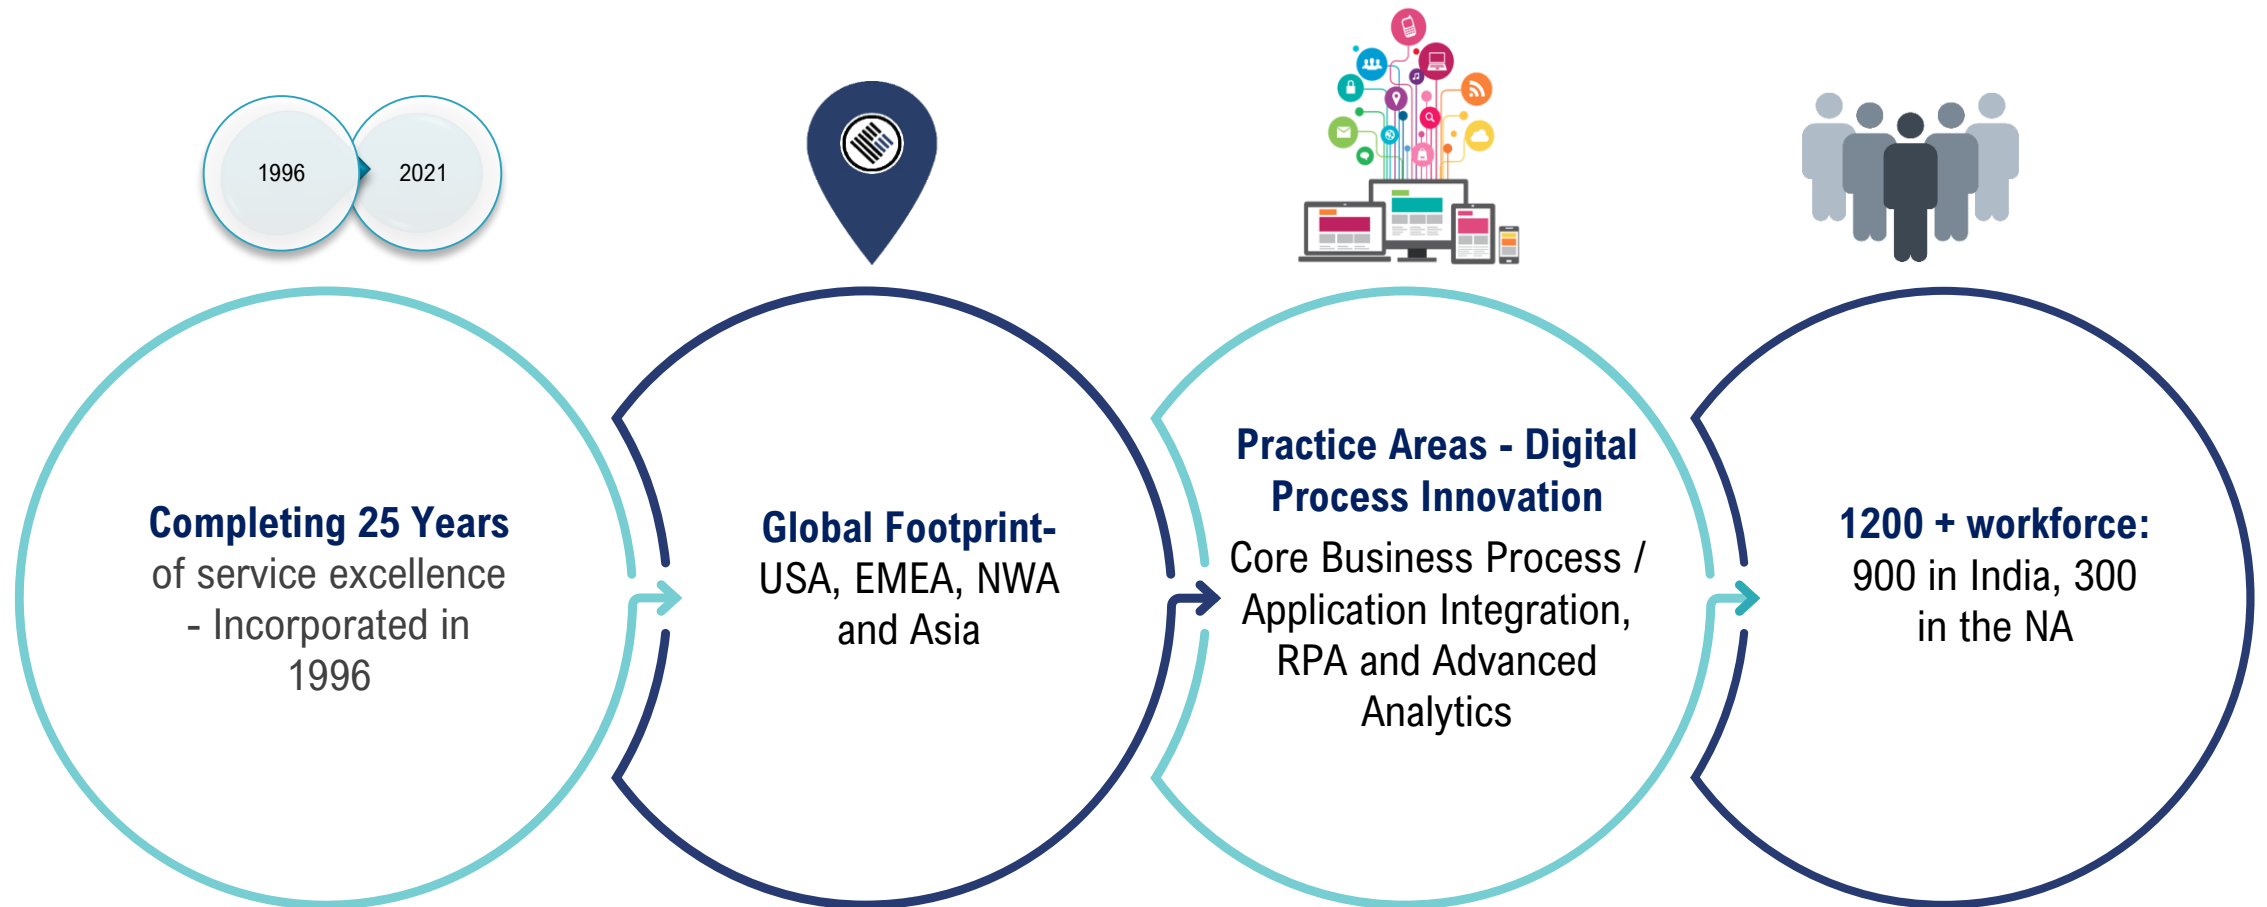 1996
2021
Completing 25 Years
of service excellence
- Incorporated in
1996
Global Footprint-
USA, EMEA, NWA
and Asia
Practice Areas - Digital
Process Innovation
Core Business Process /
Application Integration,
RPA and Advanced
Analytics
1200 + workforce:
900 in India, 300
in the NA